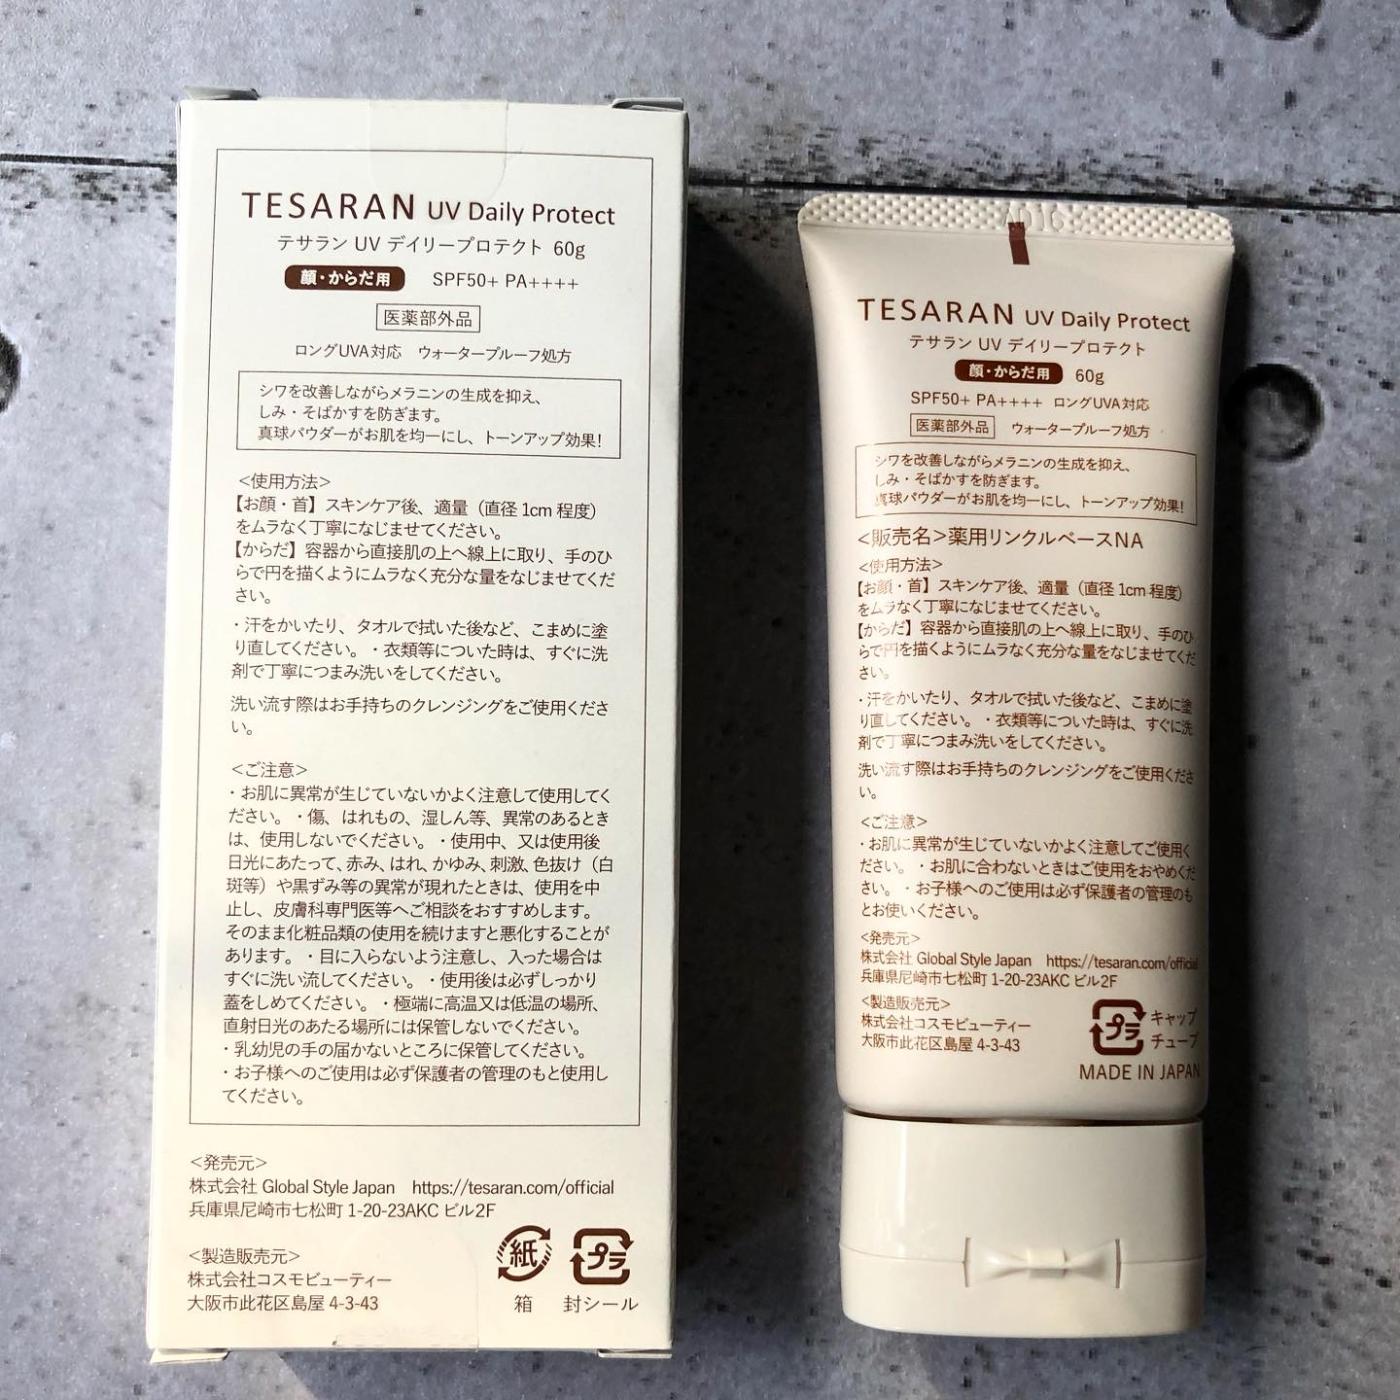 TESARAN UV Daily Protect
テサラン UV デイリープロテクト 60g
顔・からだ用 SPF50+ PA++++
医薬部外品
ロングUVA対応 ウォータープルーフ処方
シワを改善しながらメラニンの生成を抑え、
しみ・そばかすを防ぎます。
真球パウダーがお肌を均一にし、トーンアップ効果!
<使用方法>
【お顔・首】スキンケア後、適量（直径1cm程度）
をムラなく丁寧になじませてください。
【からだ】容器から直接肌の上へ線上に取り、手のひ
らで円を描くようにムラなく充分な量をなじませてくだ
さい。
・汗をかいたり、タオルで拭いた後など、こまめに塗
り直してください。・衣類等についた時は、すぐに洗
剤で丁寧につまみ洗いをしてください。
洗い流す際はお手持ちのクレンジングをご使用くださ
い。
<ご注意>
・お肌に異常が生じていないかよく注意して使用してく
ださい。・傷、はれもの、湿しん等、異常のあるとき
は、使用しないでください。・使用中、又は使用後
日光にあたって、赤み、はれ、かゆみ、刺激、色抜け（白
斑等）や黒ずみ等の異常が現れたときは、使用を中
止し、皮膚科専門医等へご相談をおすすめします。
そのまま化粧品類の使用を続けますと悪化することが
あります。・目に入らないよう注意し、入った場合は
すぐに洗い流してください。・使用後は必ずしっかり
蓋をしめてください。・極端に高温又は低温の場所、
直射日光のあたる場所には保管しないでください。
・乳幼児の手の届かないところに保管してください。
・お子様へのご使用は必ず保護者の管理のもと使用し
てください。
<発売元>
株式会社 Global Style Japan https://tesaran.com/official
兵庫県尼崎市七松町 1-20-23AKC ビル2F
<製造販売元>
株式会社コスモビューティー
大阪市此花区島屋 4-3-43
紙 プラ
箱 封シール
TESARAN UV Daily Protect
テサラン UV デイリープロテクト
顔・からだ用 60g
SPF50+ PA++++ ロングUVA対応
医薬部外品 ウォータープルーフ処方
シワを改善しながらメラニンの生成を抑え、
しみ・そばかすを防ぎます。
真球パウダーがお肌を均一にし、トーンアップ効果!
<販売名>薬用リンクルベースNA
<使用方法>
【お顔・首】スキンケア後、適量（直径1cm程度）
をムラなく丁寧になじませてください。
【からだ】容器から直接肌の上へ線上に取り、手のひ
らで円を描くようにムラなく充分な量をなじませてくだ
さい。
・汗をかいたり、タオルで拭いた後など、こまめに塗
り直してください。・衣類等についた時は、すぐに洗
剤で丁寧につまみ洗いをしてください。
洗い流す際はお手持ちのクレンジングをご使用くださ
い。
<ご注意>
・お肌に異常が生じていないかよく注意してご使用く
ださい。・お肌に合わないときはご使用をおやめくだ
さい。・お子様へのご使用は必ず保護者の管理のも
とお使いください。
<発売元>
株式会社 Global Style Japan https://tesaran.com/official
兵庫県尼崎市七松町 1-20-23AKC ビル2F
<製造販売元>
株式会社コスモビューティー
大阪市此花区島屋 4-3-43
プラ キャップ
チューブ
MADE IN JAPAN